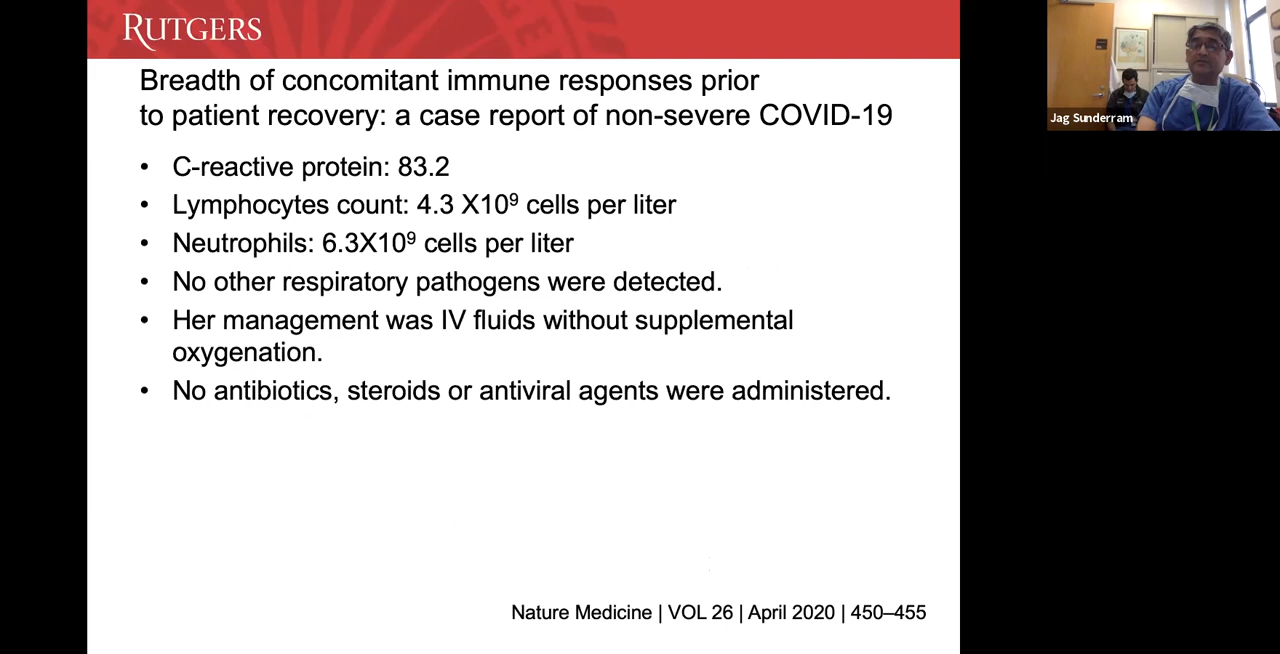 RUTGERS
Breadth of concomitant immune responses prior
to patient recovery: a case report of non-severe COVID-19
• C-reactive protein: 83.2
• Lymphocytes count: 4.3 X10⁹ cells per liter
• Neutrophils: 6.3X10⁹ cells per liter
• No other respiratory pathogens were detected.
• Her management was IV fluids without supplemental
oxygenation.
• No antibiotics, steroids or antiviral agents were administered.
Nature Medicine | VOL 26 | April 2020 | 450–455
Jag Sunderram